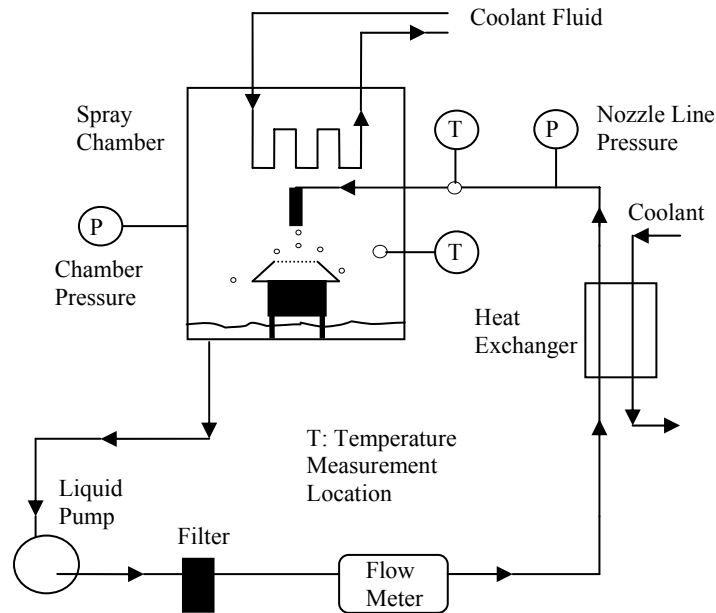 Coolant Fluid
Spray
Chamber
T
P
Nozzle Line
Pressure
P
Chamber
Pressure
T
Coolant
Heat
Exchanger
T: Temperature
Measurement
Location
Liquid
Pump
Filter
Flow
Meter